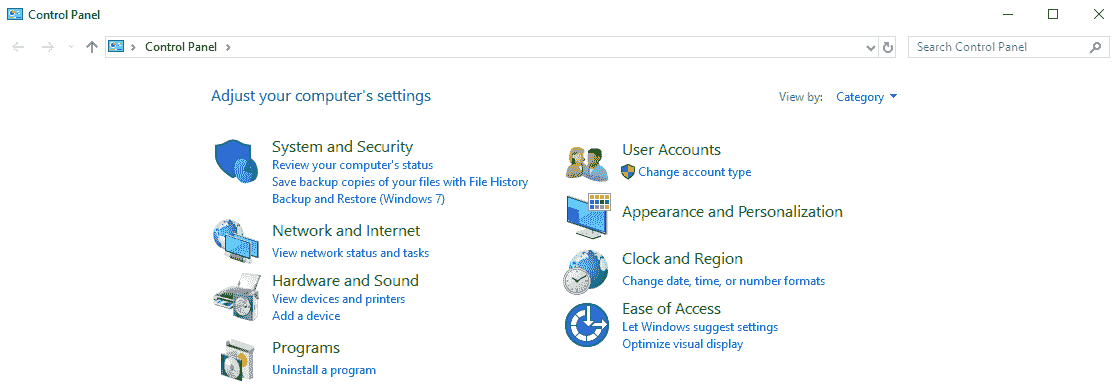 Control Panel
Control Panel
Search Control Panel
Adjust your computer's settings
View by: Category
System and Security
Review your computer's status
Save backup copies of your files with File History
Backup and Restore (Windows 7)
Network and Internet
View network status and tasks
Hardware and Sound
View devices and printers
Add a device
Programs
Uninstall a program
User Accounts
Change account type
Appearance and Personalization
Clock and Region
Change date, time, or number formats
Ease of Access
Let Windows suggest settings
Optimize visual display